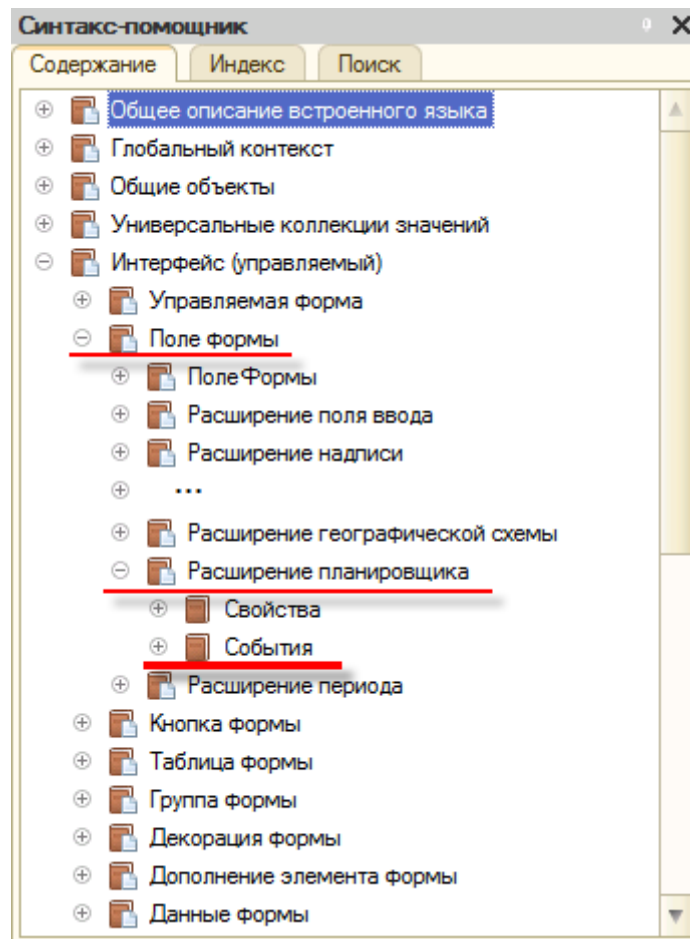 Синтакс-помощник
Содержание Индекс Поиск
Общее описание встроенного языка
Глобальный контекст
Общие объекты
Универсальные коллекции значений
Интерфейс (управляемый)
Управляемая форма
Поле формы
ПолеФормы
Расширение поля ввода
Расширение надписи
...
Расширение географической схемы
Расширение планировщика
Свойства
События
Расширение периода
Кнопка формы
Таблица формы
Группа формы
Декорация формы
Дополнение элемента формы
Данные формы